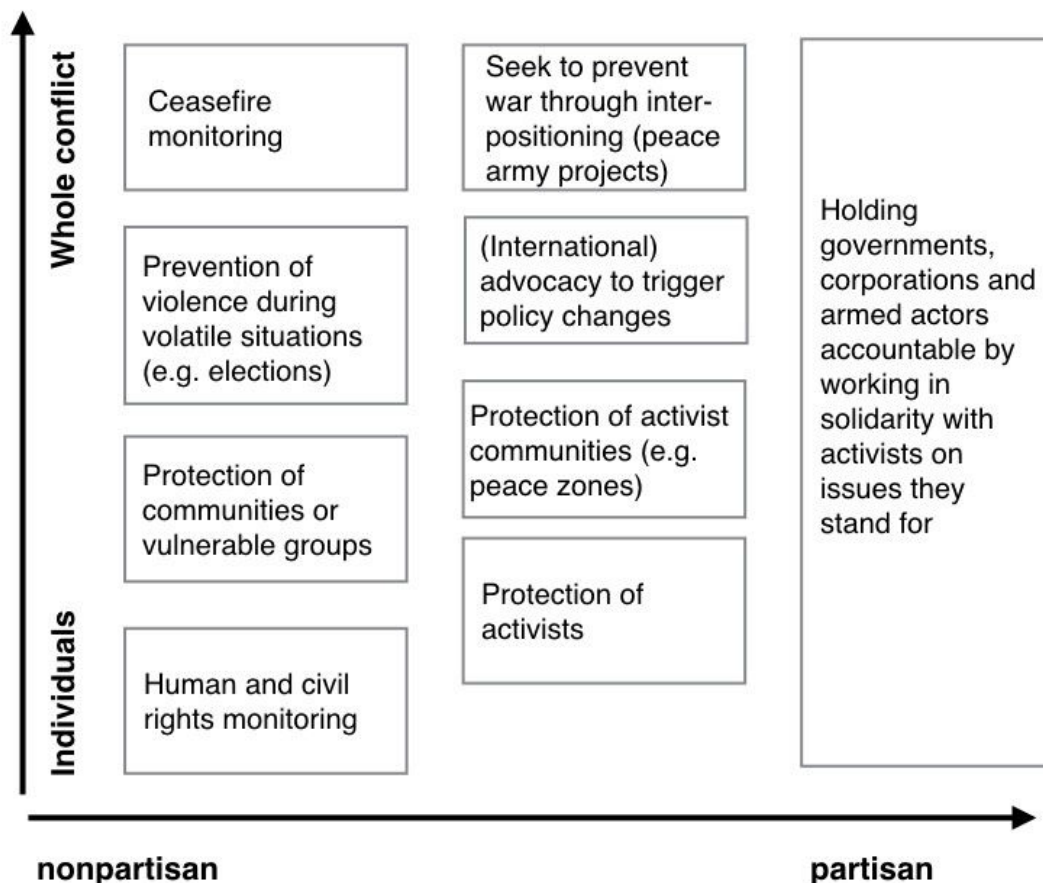 Whole conflict
Individuals
Ceasefire
monitoring
Prevention of
violence during
volatile situations
(e.g. elections)
Protection of
communities or
vulnerable groups
Human and civil
rights monitoring
Seek to prevent
war through inter-
positioning (peace
army projects)
(International)
advocacy to trigger
policy changes
Protection of activist
communities (e.g.
peace zones)
Protection of
activists
Holding
governments,
corporations and
armed actors
accountable by
working in
solidarity with
activists on
issues they
stand for
nonpartisan
partisan